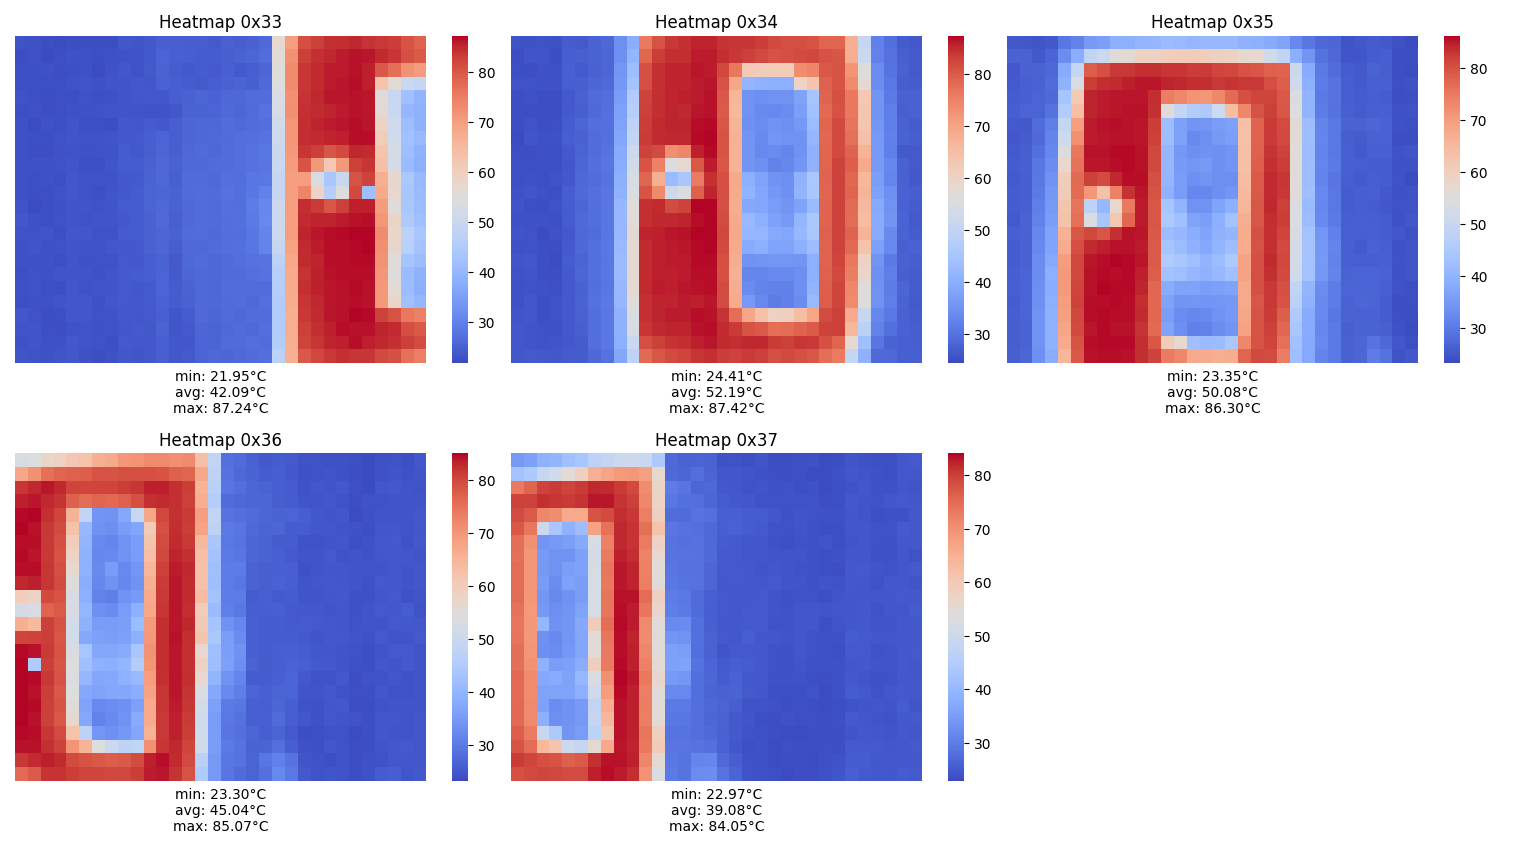 Heatmap 0x33
80
70
60
50
40
30
min: 21.95°C
avg: 42.09°C
max: 87.24°C
Heatmap 0x34
80
70
60
50
40
30
min: 24.41°C
avg: 52.19°C
max: 87.42°C
Heatmap 0x35
80
70
60
50
40
30
min: 23.35°C
avg: 50.08°C
max: 86.30°C
Heatmap 0x36
80
70
60
50
40
30
min: 23.30°C
avg: 45.04°C
max: 85.07°C
Heatmap 0x37
80
70
60
50
40
30
min: 22.97°C
avg: 39.08°C
max: 84.05°C